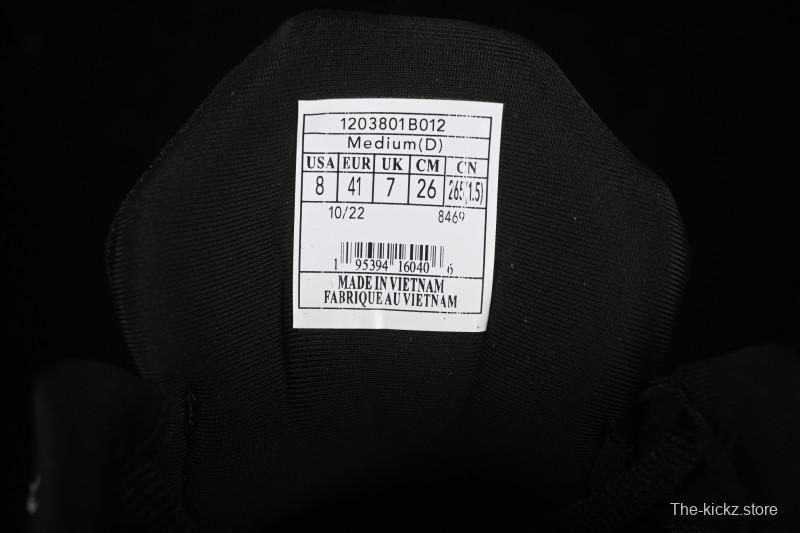 1203801B012
Medium(D)
USA EUR UK CM CN
8 41 7 26 265(1.5)
10/22 8469
1 95394 16040 6
MADE IN VIETNAM
FABRIQUE AU VIETNAM
The-kickz.store